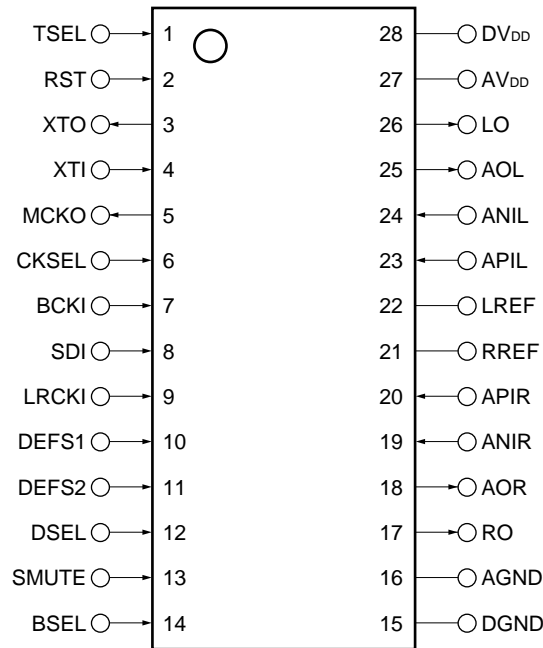 TSEL 1 28 DVDD
RST 2 27 AVDD
XTO 3 26 LO
XTI 4 25 AOL
MCKO 5 24 ANIL
CKSEL 6 23 APIL
BCKI 7 22 LREF
SDI 8 21 RREF
LRCKI 9 20 APIR
DEFS1 10 19 ANIR
DEFS2 11 18 AOR
DSEL 12 17 RO
SMUTE 13 16 AGND
BSEL 14 15 DGND